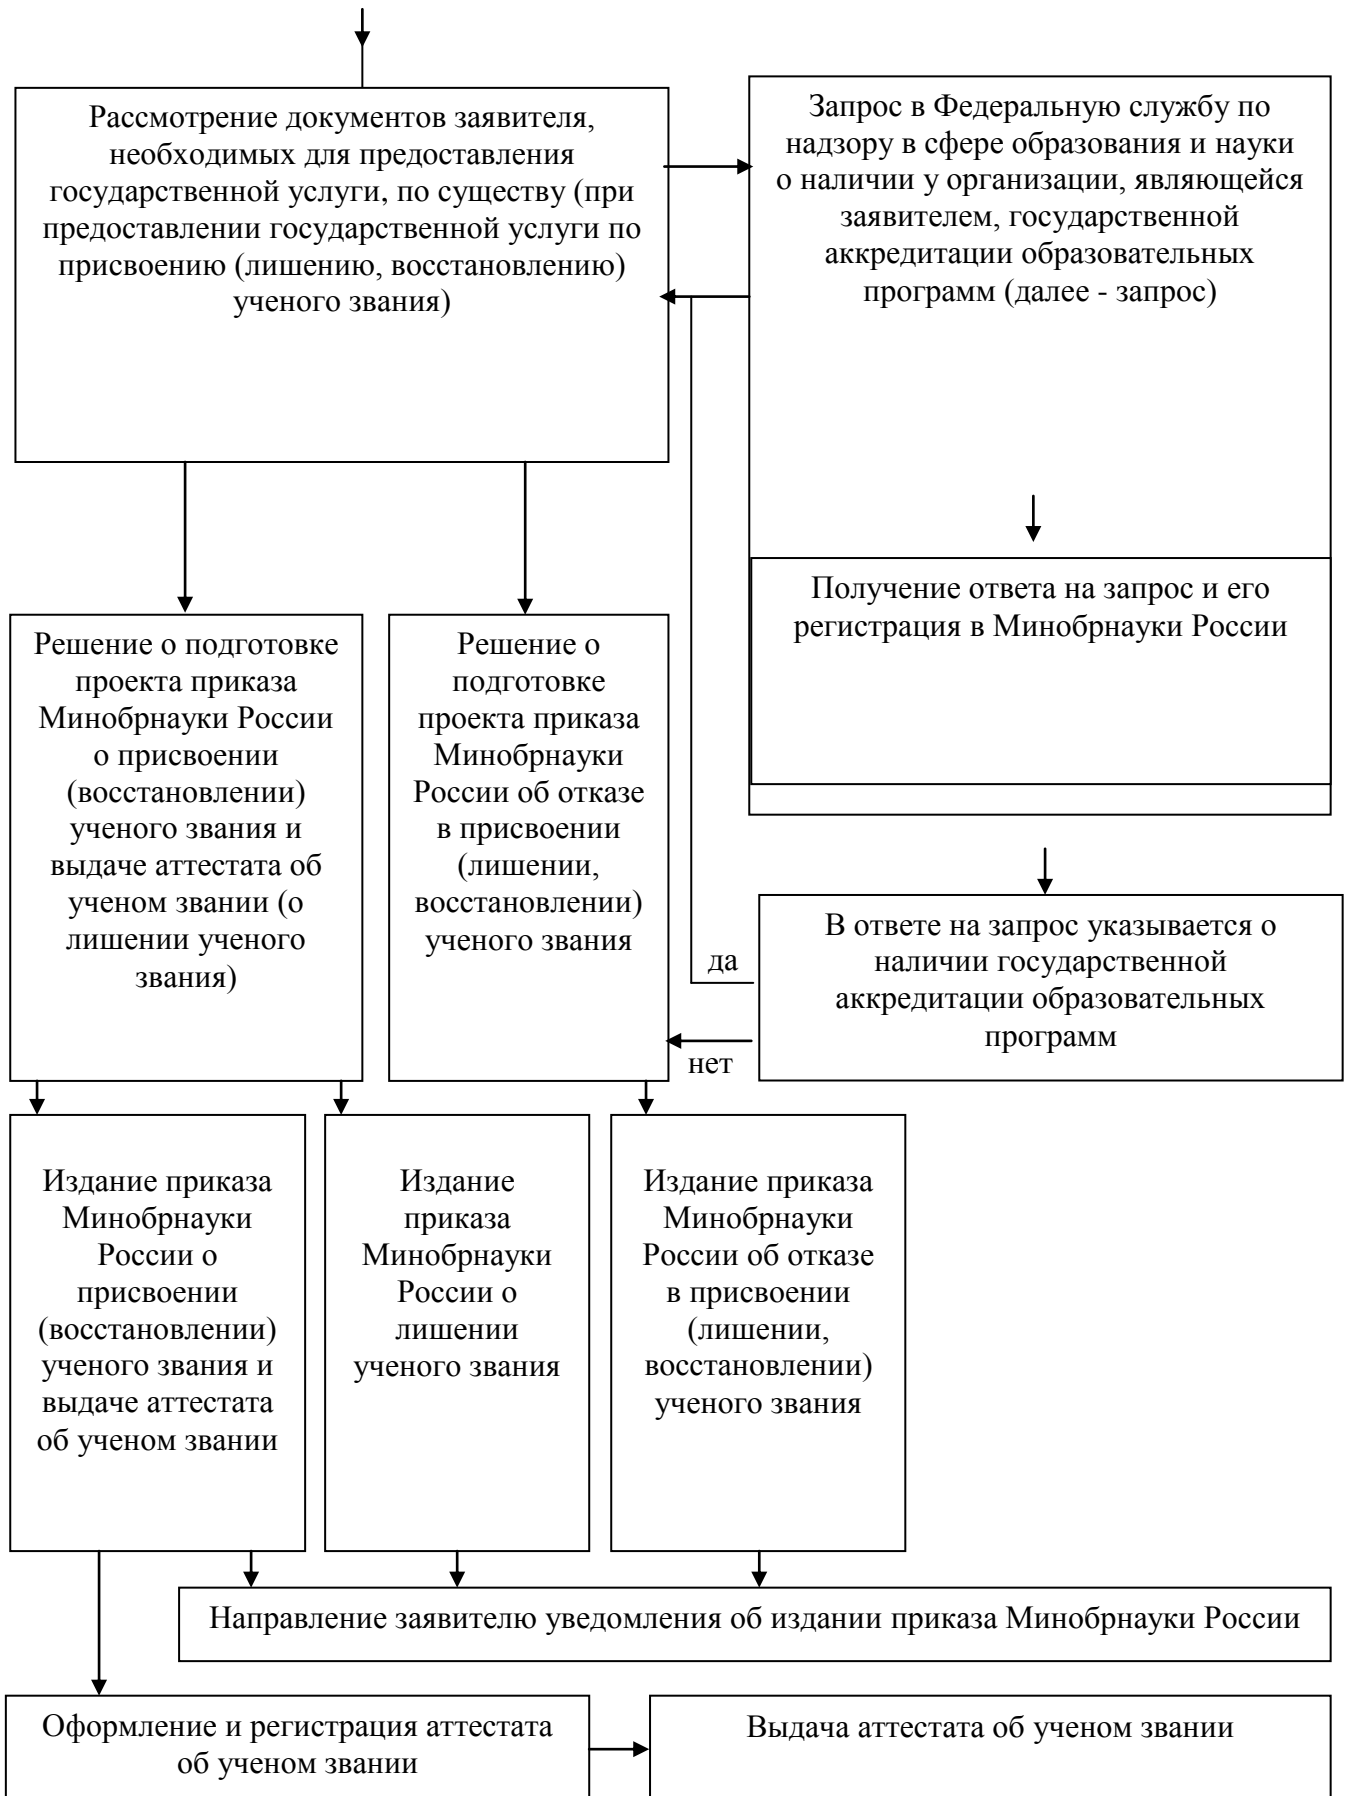 Рассмотрение документов заявителя,
необходимых для предоставления
государственной услуги, по существу (при
предоставлении государственной услуги по
присвоению (лишению, восстановлению)
ученого звания)
Запрос в Федеральную службу по
надзору в сфере образования и науки
о наличии у организации, являющейся
заявителем, государственной
аккредитации образовательных
программ (далее - запрос)
Получение ответа на запрос и его
регистрация в Минобрнауки России
Решение о подготовке
проекта приказа
Минобрнауки России
о присвоении
(восстановлении)
ученого звания и
выдаче аттестата об
ученом звании (о
лишении ученого
звания)
Решение о
подготовке
проекта приказа
Минобрнауки
России об отказе
в присвоении
(лишении,
восстановлении)
ученого звания
да
нет
В ответе на запрос указывается о
наличии государственной
аккредитации образовательных
программ
Издание приказа
Минобрнауки
России о
присвоении
(восстановлении)
ученого звания и
выдаче аттестата
об ученом звании
Издание
приказа
Минобрнауки
России о
лишении
ученого звания
Издание приказа
Минобрнауки
России об отказе
в присвоении
(лишении,
восстановлении)
ученого звания
Направление заявителю уведомления об издании приказа Минобрнауки России
Оформление и регистрация аттестата
об ученом звании
Выдача аттестата об ученом звании